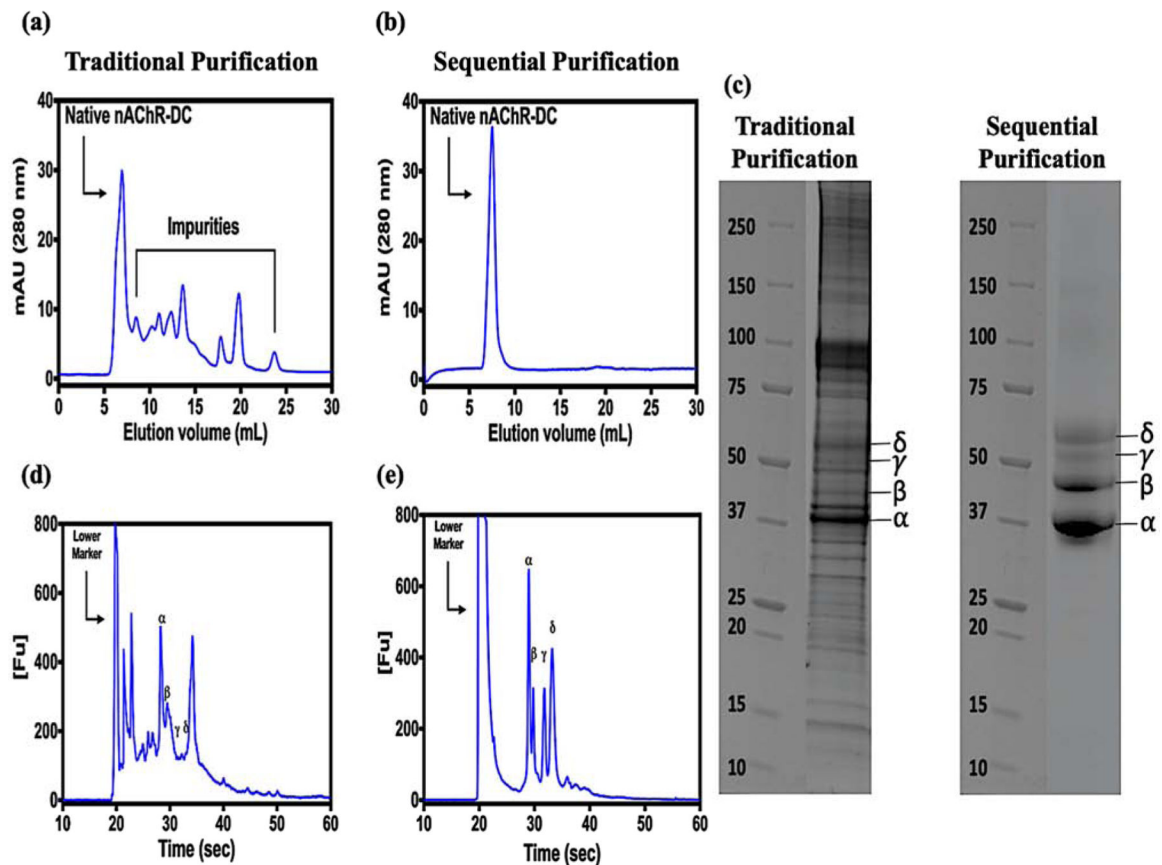 (a)
Traditional Purification
40
30
20
10
0
mAU (280 nm)
Native nAChR-DC
Impurities
0 5 10 15 20 25 30
Elution volume (mL)
(b)
Sequential Purification
40
30
20
10
0
mAU (280 nm)
Native nAChR-DC
0 5 10 15 20 25 30
Elution volume (mL)
(c)
Traditional
Purification
250
150
100
75
50
37
25
20
15
10
δ
γ
β
α
Sequential
Purification
250
150
100
75
50
37
25
20
15
10
δ
γ
β
α
(d)
800
600
400
200
0
[Fu]
Lower
Marker
α
β
γ δ
10 20 30 40 50 60
Time (sec)
(e)
800
600
400
200
0
[Fu]
Lower
Marker
α
β γ
δ
10 20 30 40 50 60
Time (sec)